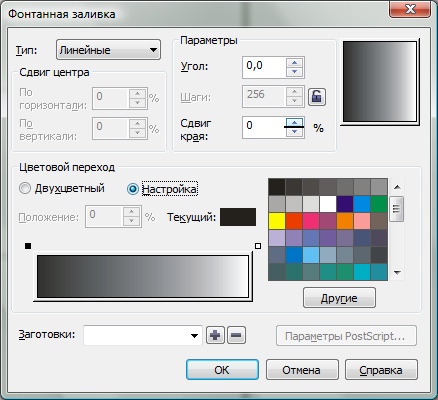 Фонтанная заливка
Тип: Линейные
Сдвиг центра
По горизонтали: 0 %
По вертикали: 0 %
Параметры
Угол: 0,0
Шаги: 256
Сдвиг края: 0 %
Цветовой переход
Двухцветный Настройка
Положение: 0 % Текущий:
Другие
Заготовки:
Параметры PostScript...
ОК Отмена Справка